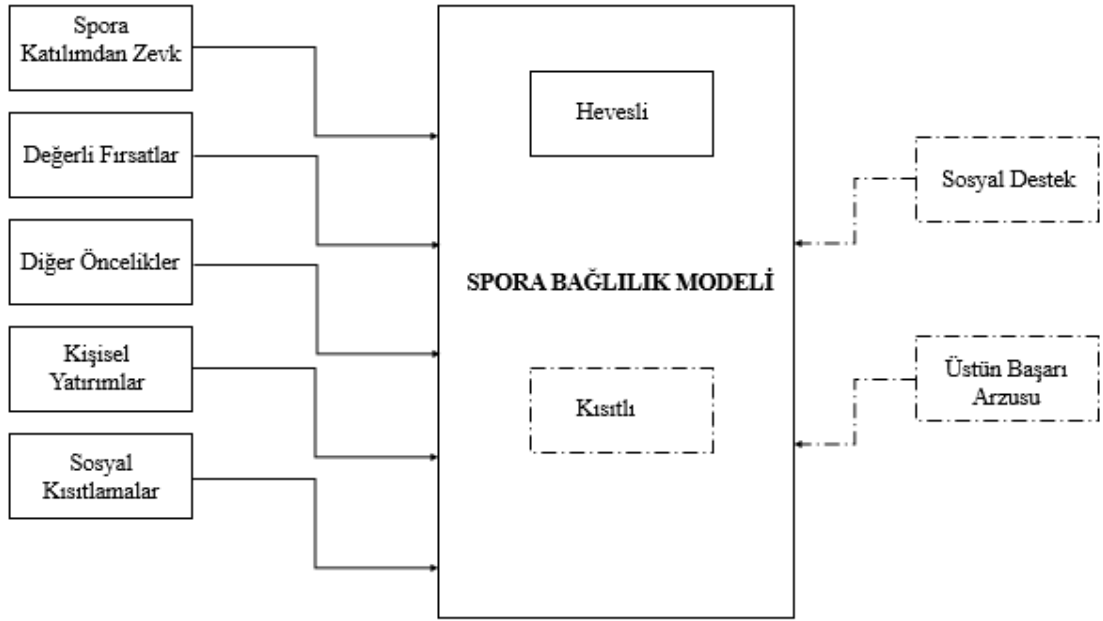 Spora
Katılımdan Zevk
Değerli Fırsatlar
Diğer Öncelikler
Kişisel
Yatırımlar
Sosyal
Kısıtlamalar
Hevesli
SPORA BAĞLILIK MODELİ
Kısıtlı
Sosyal Destek
Üstün Başarı
Arzusu